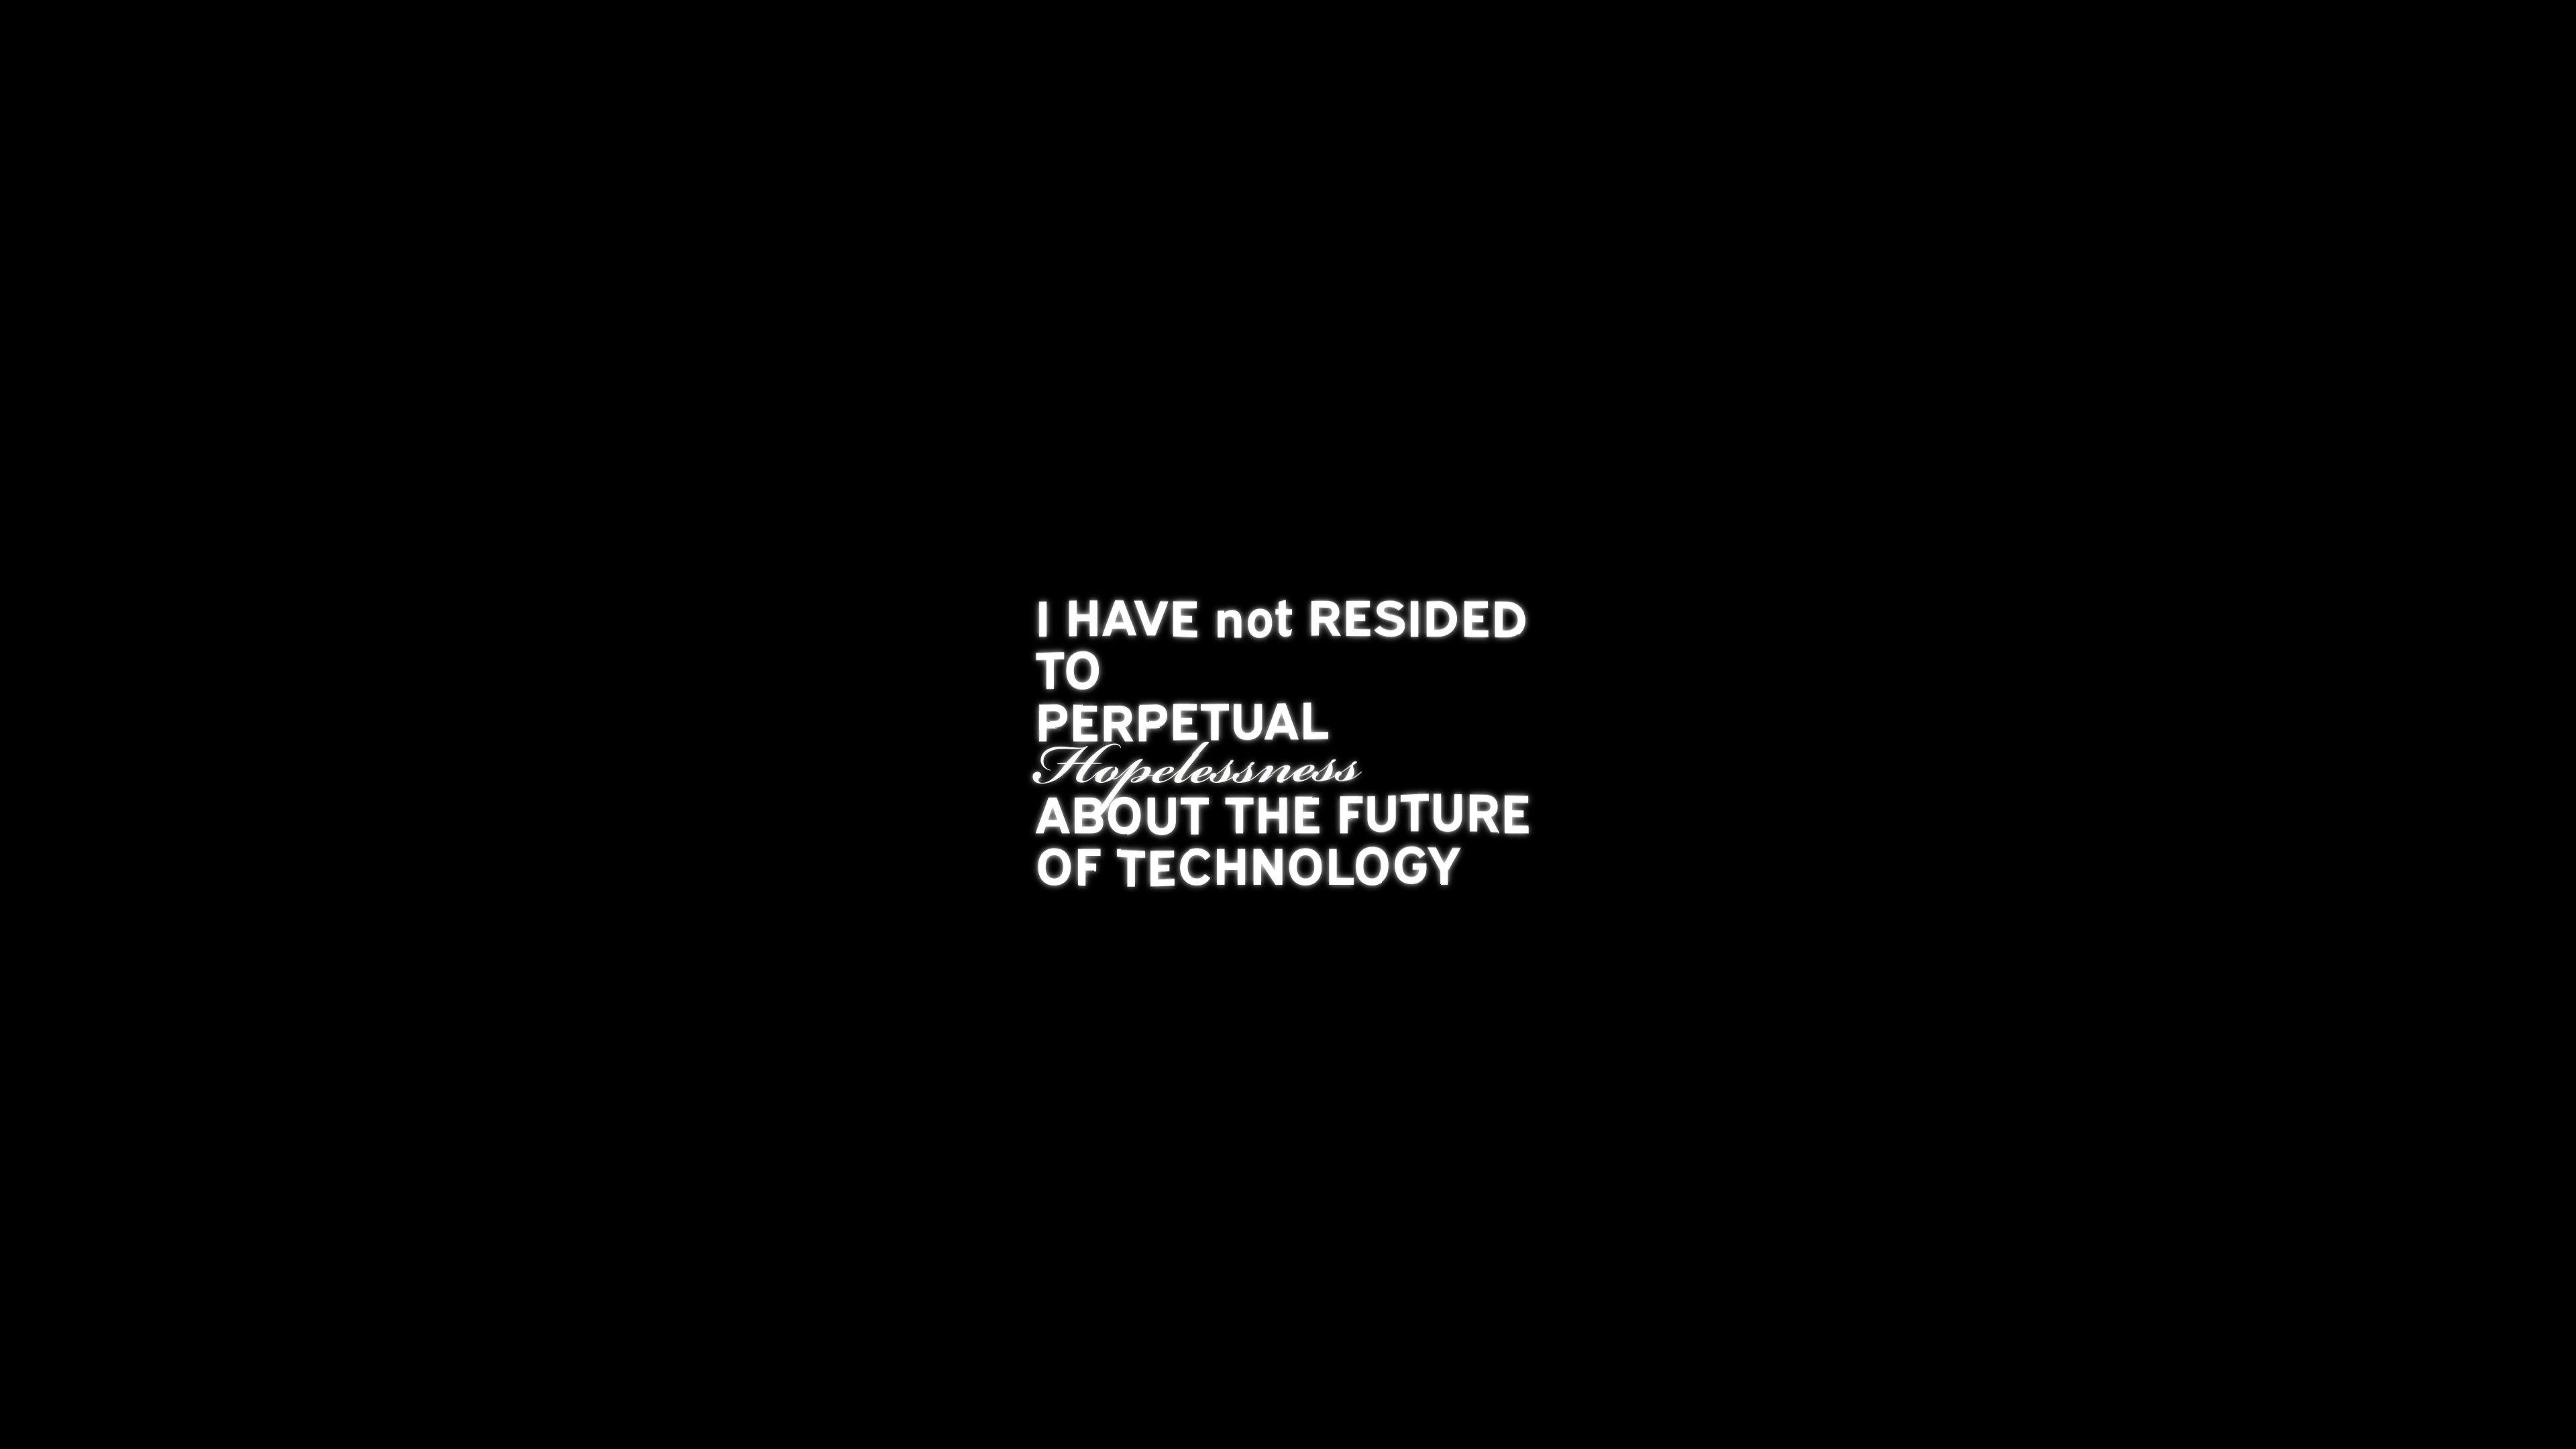 I HAVE not RESIDED
TO
PERPETUAL
Hopelessness
ABOUT THE FUTURE
OF TECHNOLOGY